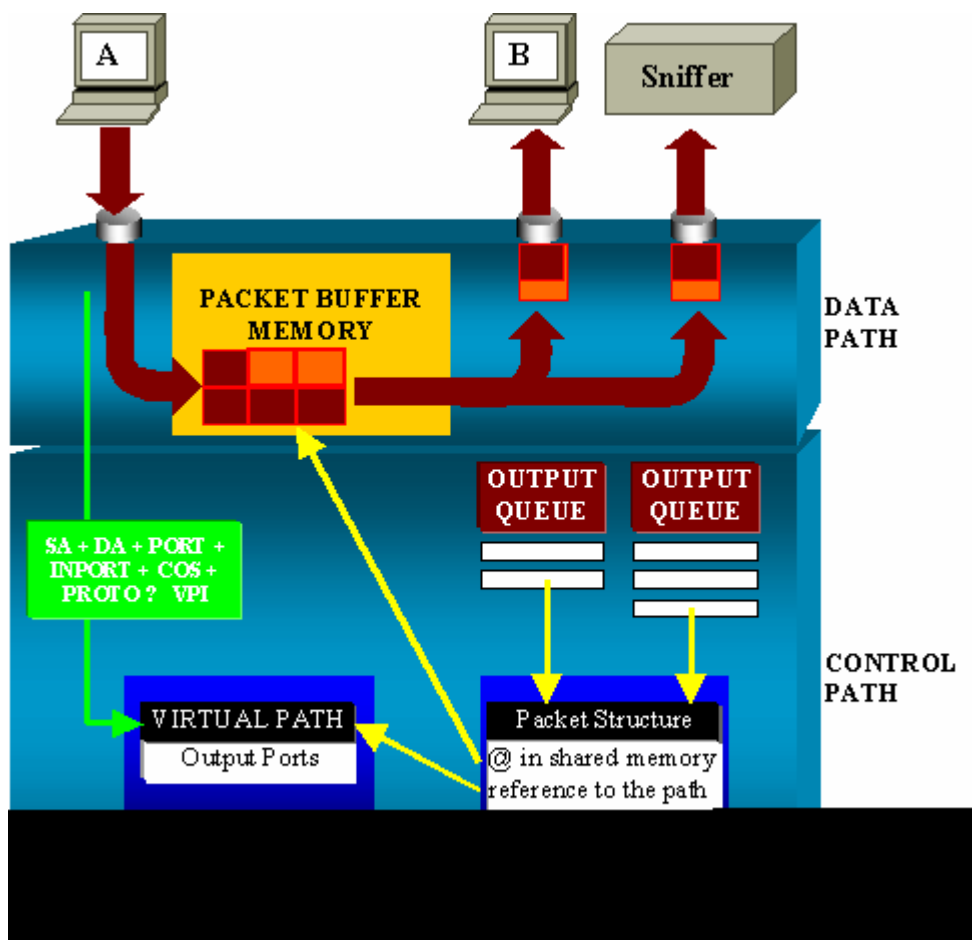 A
B
Sniffer
PACKET BUFFER
MEMORY
DATA
PATH
OUTPUT
QUEUE
OUTPUT
QUEUE
SA + DA + PORT +
INPORT + COS +
PROTO ? VPI
CONTROL
PATH
VIRTUAL PATH
Output Ports
Packet Structure
@ in shared memory
reference to the path